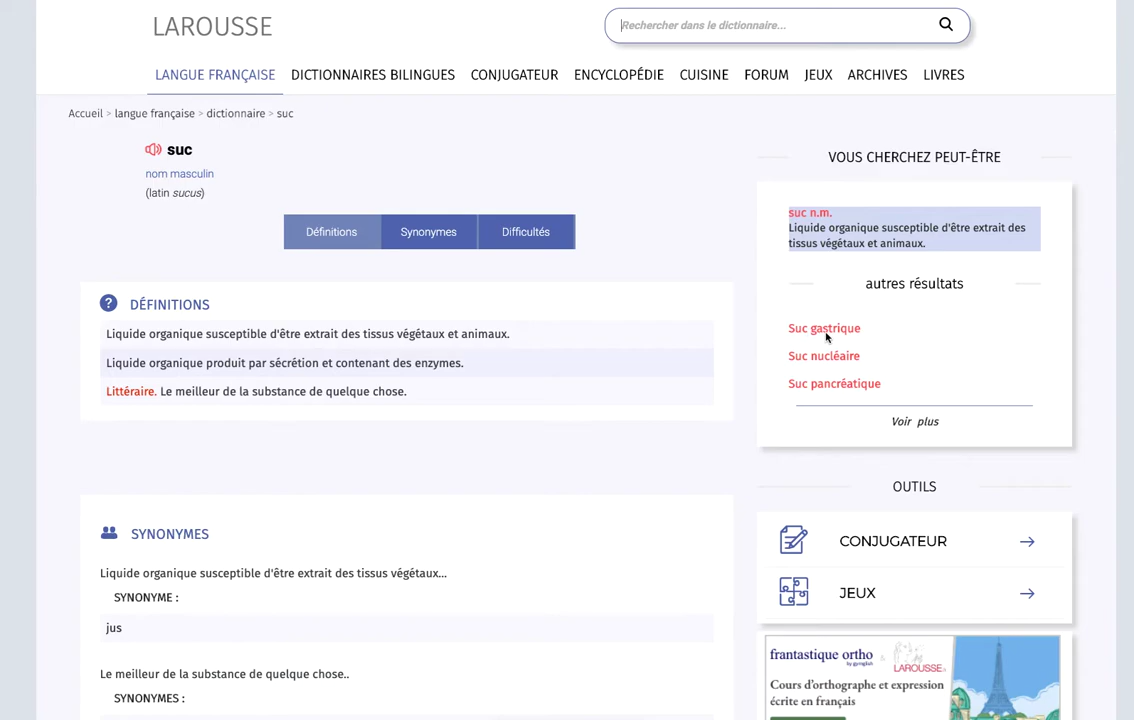 LAROUSSE
Rechercher dans le dictionnaire...
LANGUE FRANÇAISE DICTIONNAIRES BILINGUES CONJUGATEUR ENCYCLOPÉDIE CUISINE FORUM JEUX ARCHIVES LIVRES
Accueil > langue française > dictionnaire > suc
suc
nom masculin
(latin sucus)
Définitions Synonymes Difficultés
? DÉFINITIONS
Liquide organique susceptible d'être extrait des tissus végétaux et animaux.
Liquide organique produit par sécrétion et contenant des enzymes.
Littéraire. Le meilleur de la substance de quelque chose.
SYNONYMES
Liquide organique susceptible d'être extrait des tissus végétaux...
SYNONYME :
jus
Le meilleur de la substance de quelque chose..
SYNONYMES :
VOUS CHERCHEZ PEUT-ÊTRE
suc n.m.
Liquide organique susceptible d'être extrait des
tissus végétaux et animaux.
autres résultats
Suc gastrique
Suc nucléaire
Suc pancréatique
Voir plus
OUTILS
CONJUGATEUR
JEUX
frantastique ortho
by gymglish
&
LAROUSSE
Cours d'orthographe et expression
écrite en français